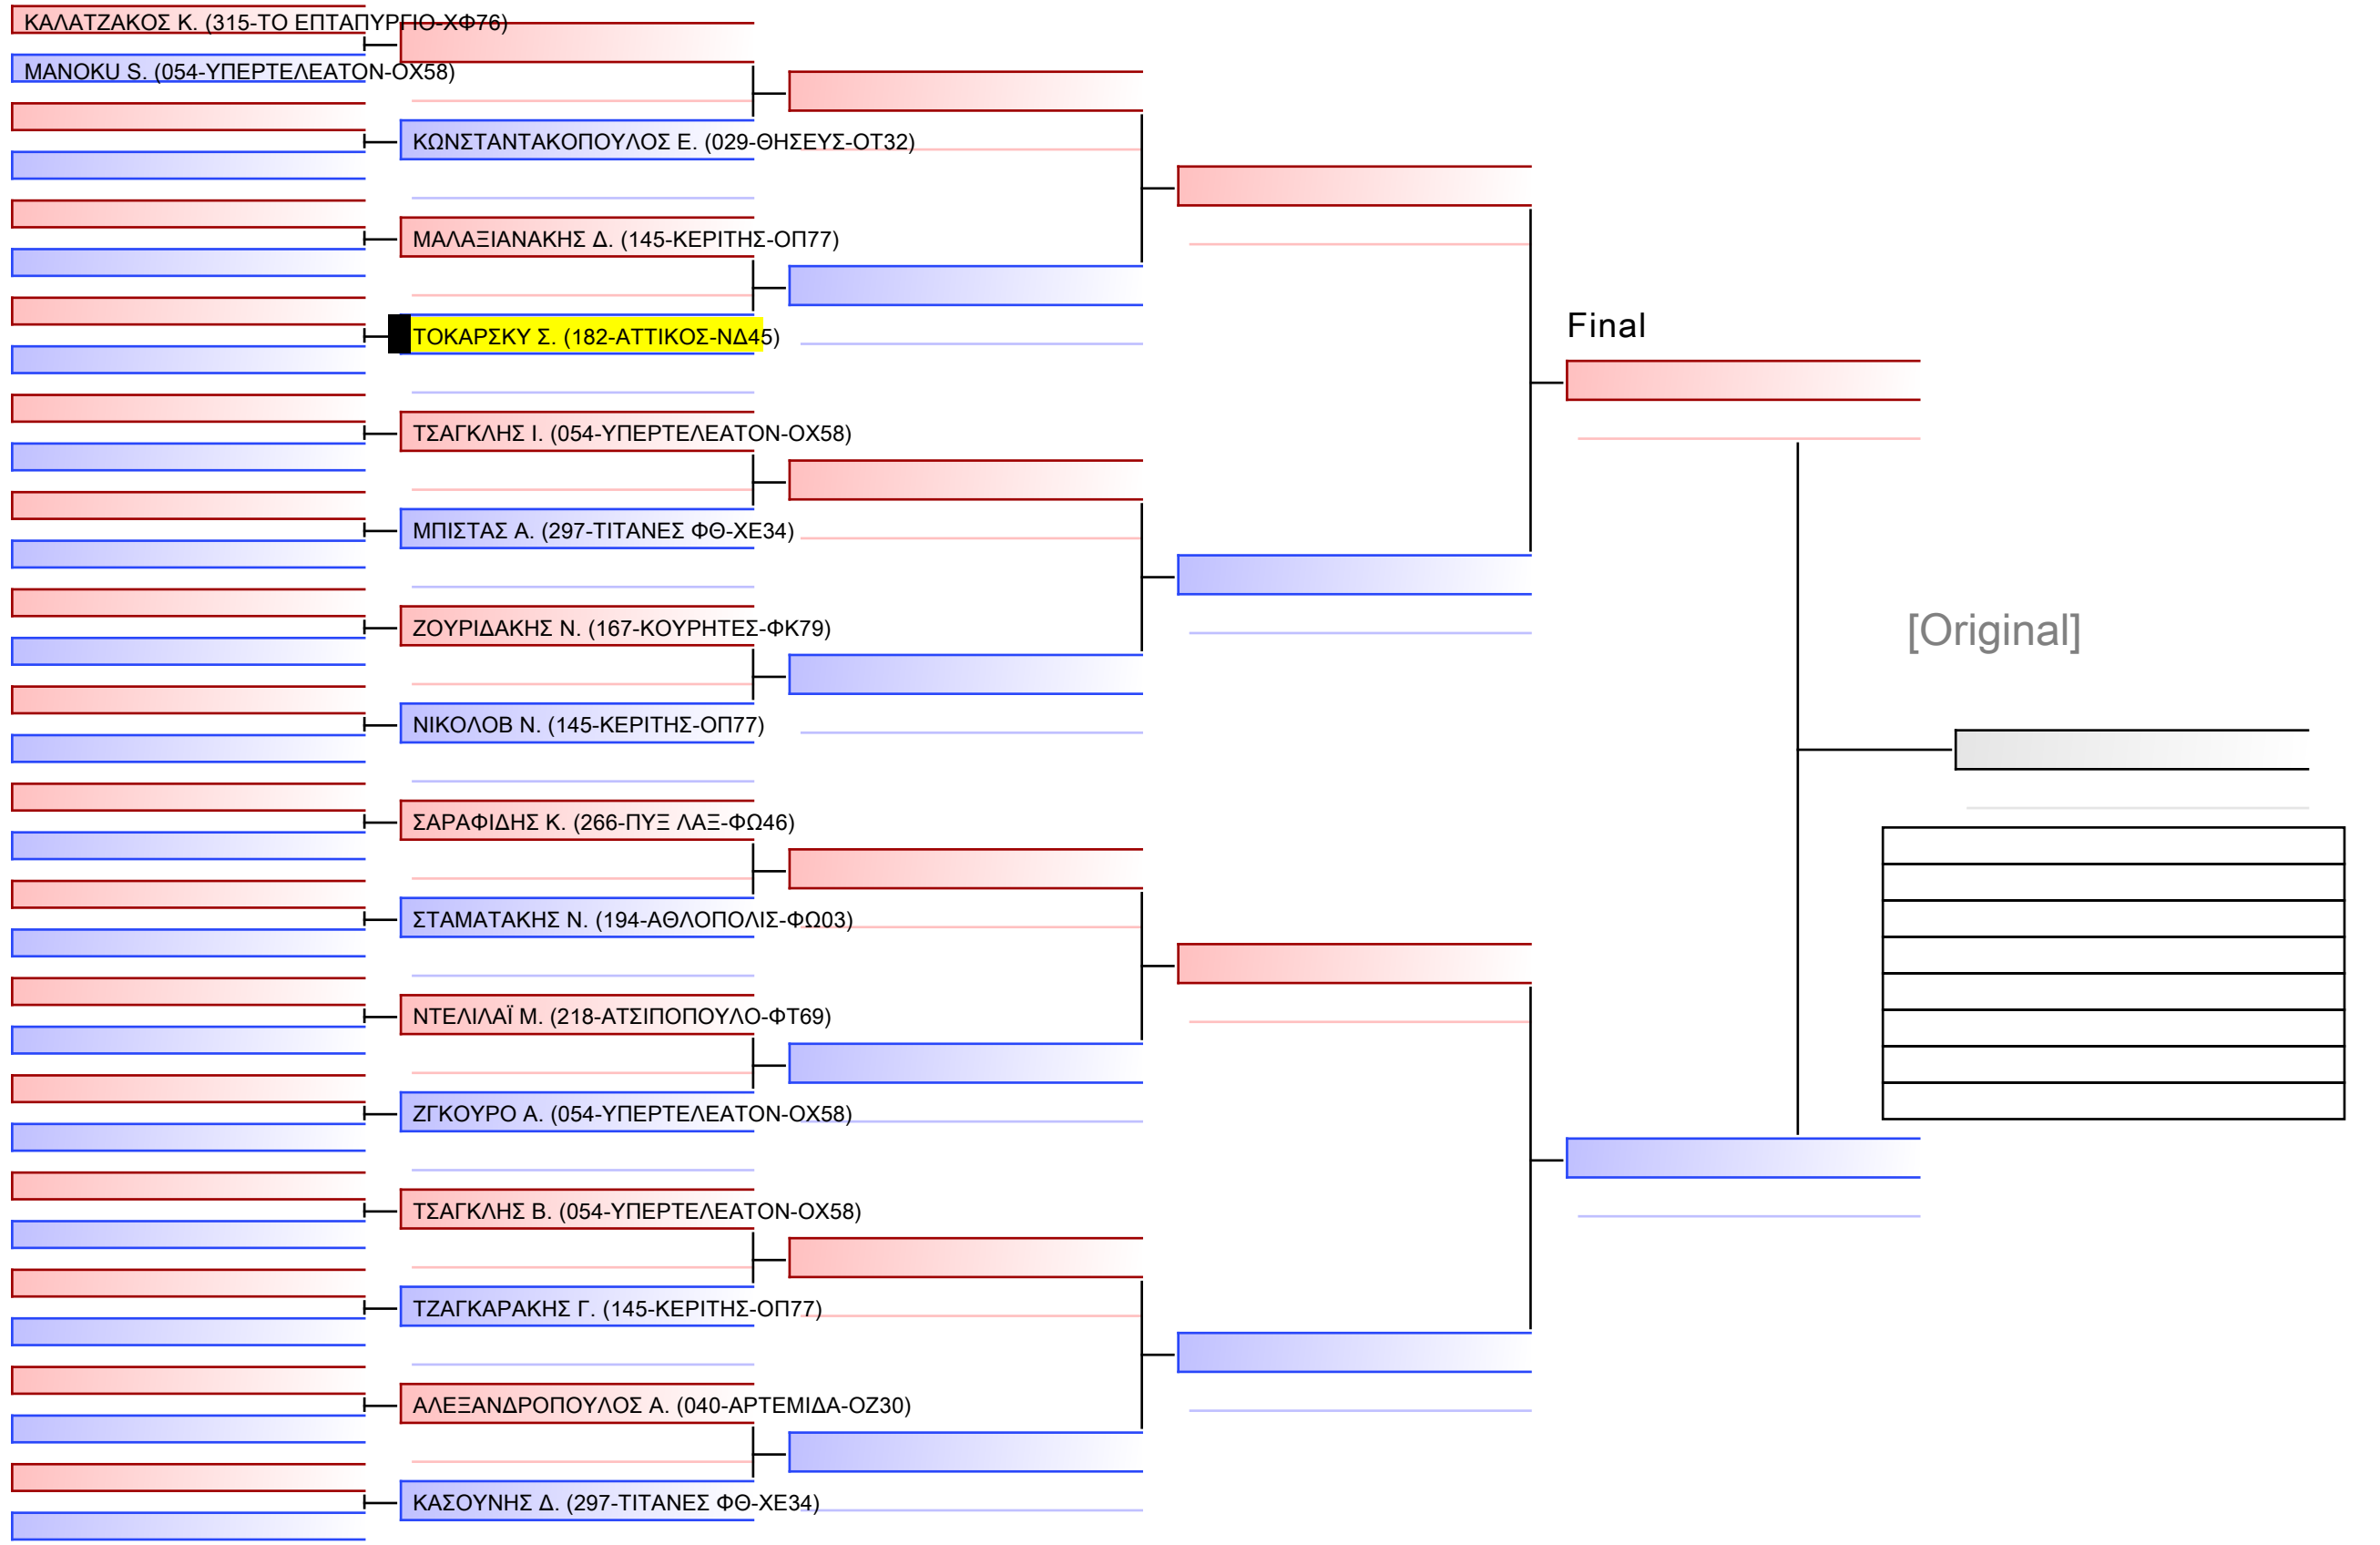 ΚΑΛΑΤΖΑΚΟΣ Κ. (315-ΤΟ ΕΠΤΑΠΥΡΓΙΟ-ΧΦ76)
MANOKU S. (054-ΥΠΕΡΤΕΛΕΑΤΟΝ-ΟΧ58)
ΚΩΝΣΤΑΝΤΑΚΟΠΟΥΛΟΣ Ε. (029-ΘΗΣΕΥΣ-ΟΤ32)
ΜΑΛΑΞΙΑΝΑΚΗΣ Δ. (145-ΚΕΡΙΤΗΣ-ΟΠ77)
ΤΟΚΑΡΣΚΥ Σ. (182-ΑΤΤΙΚΟΣ-ΝΔ45)
ΤΣΑΓΚΛΗΣ Ι. (054-ΥΠΕΡΤΕΛΕΑΤΟΝ-ΟΧ58)
ΜΠΙΣΤΑΣ Α. (297-ΤΙΤΑΝΕΣ ΦΘ-ΧΕ34)
ΖΟΥΡΙΔΑΚΗΣ Ν. (167-ΚΟΥΡΗΤΕΣ-ΦΚ79)
ΝΙΚΟΛΟΒ Ν. (145-ΚΕΡΙΤΗΣ-ΟΠ77)
ΣΑΡΑΦΙΔΗΣ Κ. (266-ΠΥΞ ΛΑΞ-ΦΩ46)
ΣΤΑΜΑΤΑΚΗΣ Ν. (194-ΑΘΛΟΠΟΛΙΣ-ΦΩ03)
ΝΤΕΛΙΛΑΪ Μ. (218-ΑΤΣΙΠΟΠΟΥΛΟ-ΦΤ69)
ΖΓΚΟΥΡΟ Α. (054-ΥΠΕΡΤΕΛΕΑΤΟΝ-ΟΧ58)
ΤΣΑΓΚΛΗΣ Β. (054-ΥΠΕΡΤΕΛΕΑΤΟΝ-ΟΧ58)
ΤΖΑΓΚΑΡΑΚΗΣ Γ. (145-ΚΕΡΙΤΗΣ-ΟΠ77)
ΑΛΕΞΑΝΔΡΟΠΟΥΛΟΣ Α. (040-ΑΡΤΕΜΙΔΑ-ΟΖ30)
ΚΑΣΟΥΝΗΣ Δ. (297-ΤΙΤΑΝΕΣ ΦΘ-ΧΕ34)
Final
[Original]